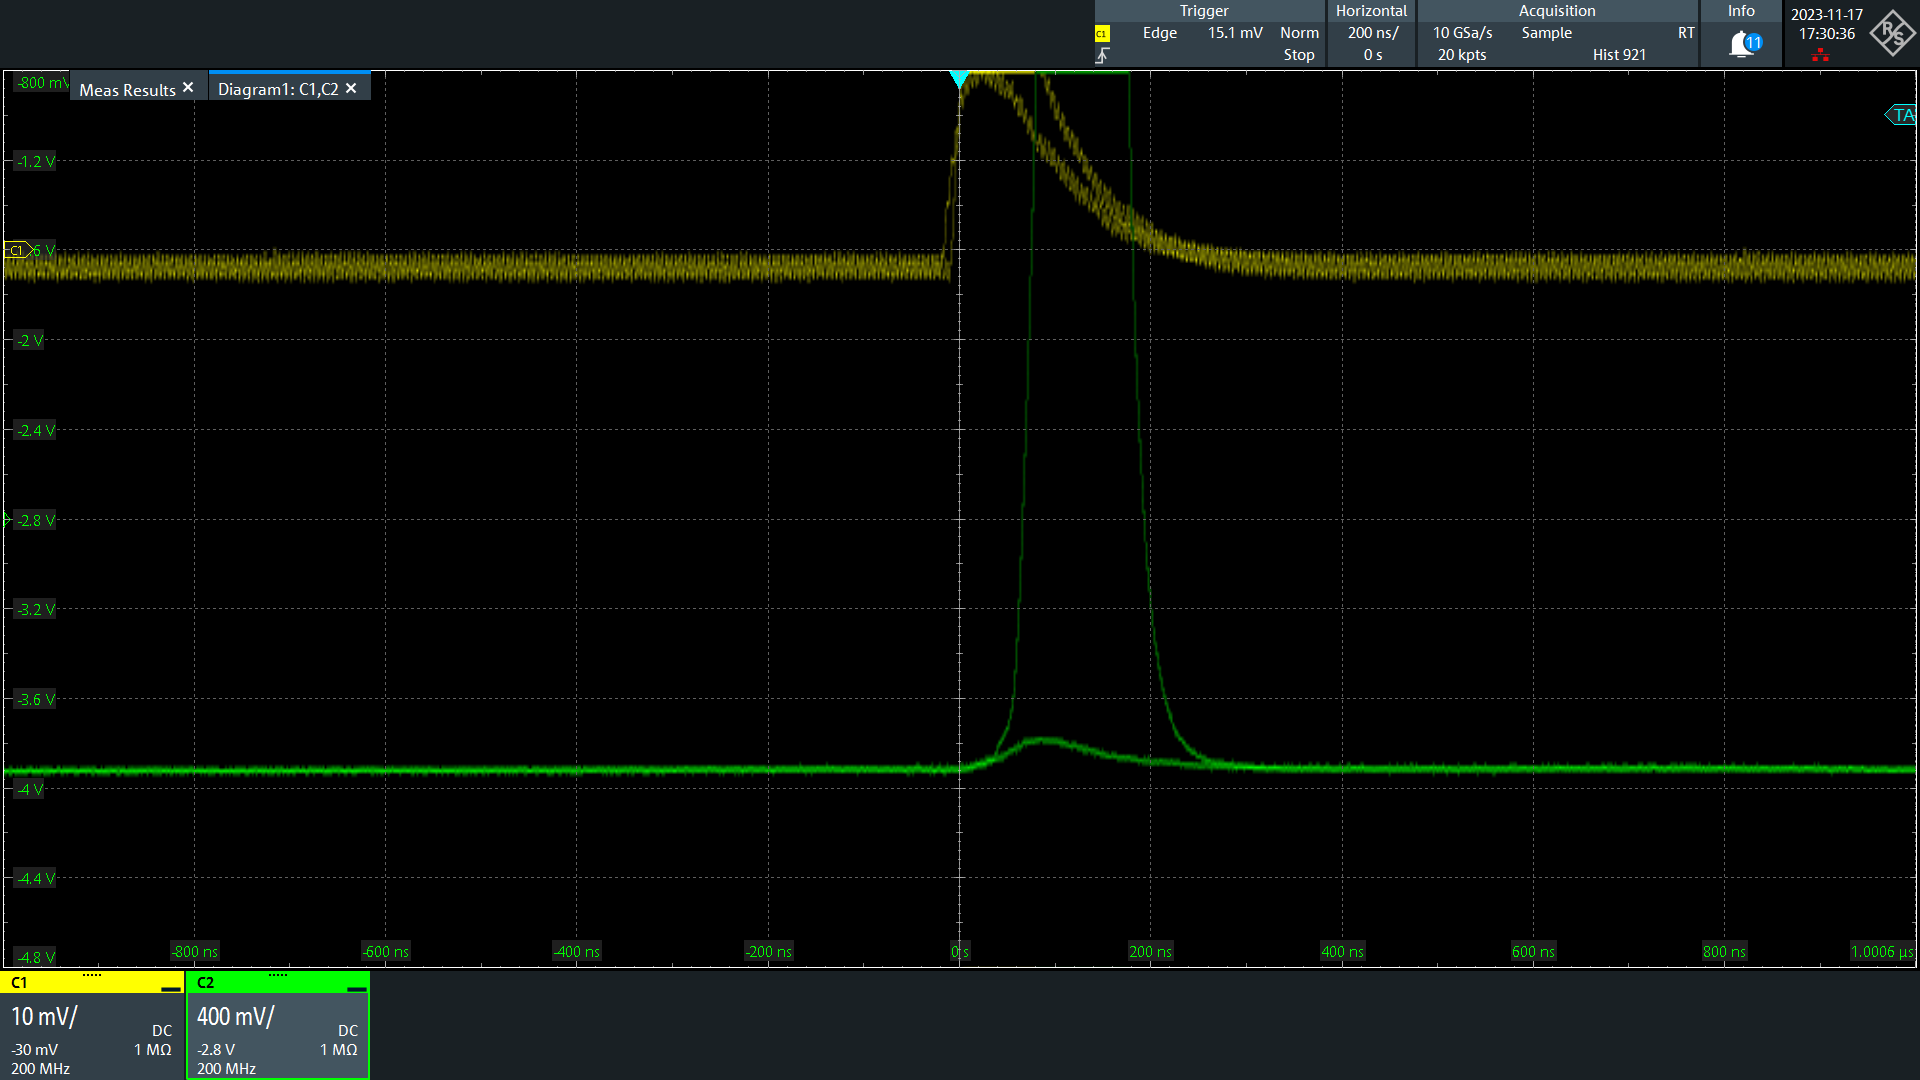 Trigger
C1 Edge 15.1 mV Norm
Stop
Horizontal
200 ns/
0 s
Acquisition
10 GSa/s Sample RT
20 kpts Hist 921
Info
11
2023-11-17
17:30:36
R&S
Meas Results ✕
Diagram1: C1,C2 ✕
TA
-800 mV
-1.2 V
C1
6 V
-2 V
-2.4 V
-2.8 V
-3.2 V
-3.6 V
-4 V
-4.4 V
-4.8 V
-800 ns
-600 ns
-400 ns
-200 ns
0 s
200 ns
400 ns
600 ns
800 ns
1.0006 µs
C1
10 mV/
DC
-30 mV 1 MΩ
200 MHz
C2
400 mV/
DC
-2.8 V 1 MΩ
200 MHz